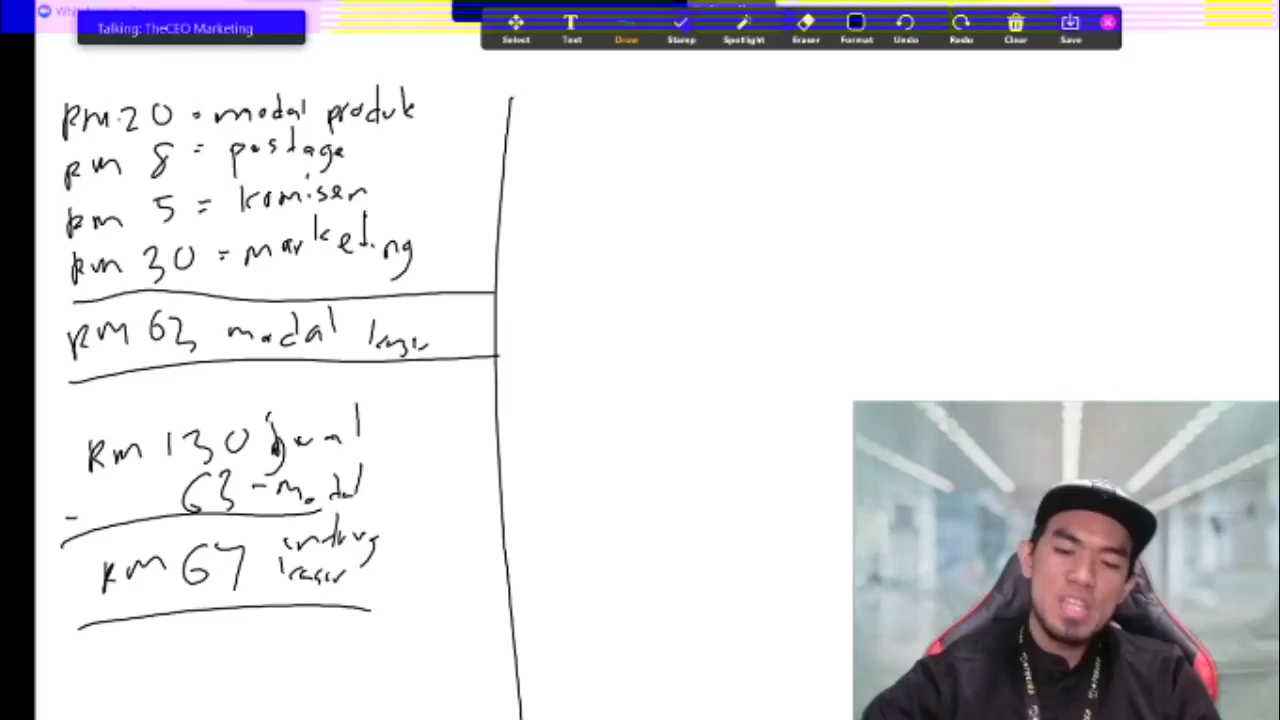 Talking: TheCEO Marketing
Select Text Draw Stamp Spotlight Eraser Format Undo Redo Clear Save
RM 20 = modal produk
RM 8 = postage
RM 5 = komisen
RM 30 = marketing
RM 63 modal kasar
RM 130 jual
- 63 - modal
RM 67 untung
kasar